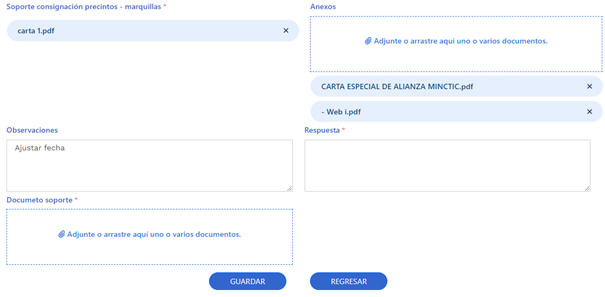 Soporte consignación precintos - marquillas *
Anexos
carta 1.pdf ×
Adjunte o arrastre aquí uno o varios documentos.
CARTA ESPECIAL DE ALIANZA MINCTIC.pdf ×
- Web i.pdf ×
Observaciones
Respuesta *
Ajustar fecha
Documeto soporte *
Adjunte o arrastre aquí uno o varios documentos.
GUARDAR
REGRESAR